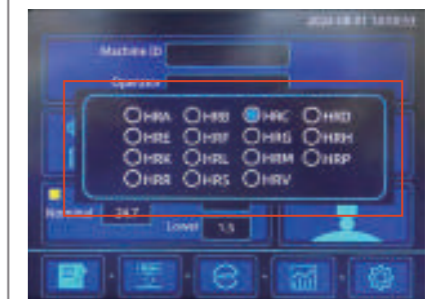 Machine ID
Operator
HRA HRB HRC HRD
HRE HRF HRG HRH
HRK HRL HRM HRP
HRR HRS HRV
Nominal 24.7
Lower 1.5